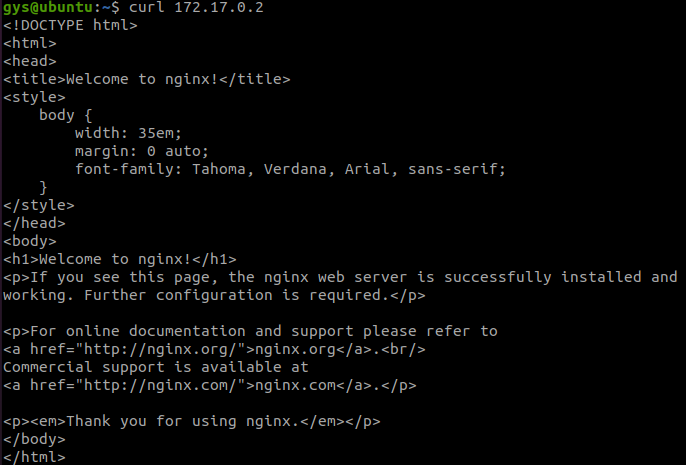 gys@ubuntu:~$ curl 172.17.0.2
<!DOCTYPE html>
<html>
<head>
<title>Welcome to nginx!</title>
<style>
    body {
        width: 35em;
        margin: 0 auto;
        font-family: Tahoma, Verdana, Arial, sans-serif;
    }
</style>
</head>
<body>
<h1>Welcome to nginx!</h1>
<p>If you see this page, the nginx web server is successfully installed and
working. Further configuration is required.</p>

<p>For online documentation and support please refer to
<a href="http://nginx.org/">nginx.org</a>.<br/>
Commercial support is available at
<a href="http://nginx.com/">nginx.com</a>.</p>

<p><em>Thank you for using nginx.</em></p>
</body>
</html>